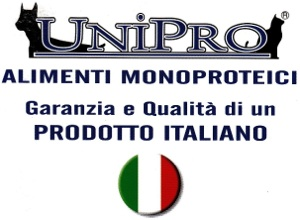 UNIPRO®
ALIMENTI MONOPROTEICI
Garanzia e Qualità di un
PRODOTTO ITALIANO